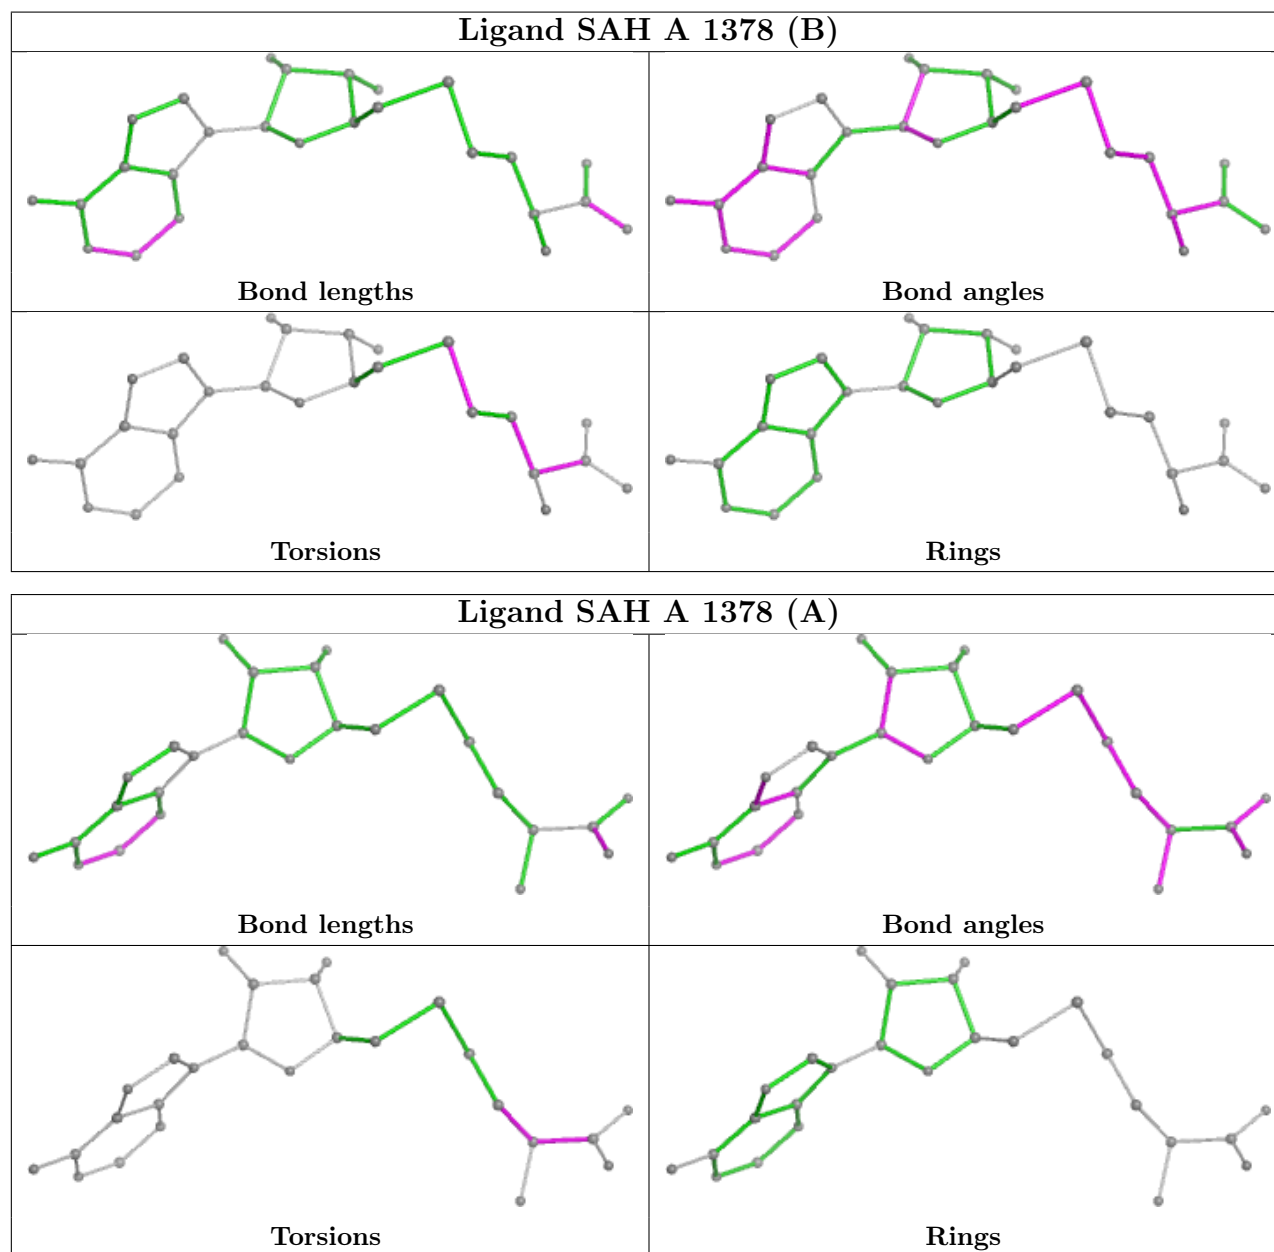 Ligand SAH A 1378 (B)
Bond lengths
Bond angles
Torsions
Rings
Ligand SAH A 1378 (A)
Bond lengths
Bond angles
Torsions
Rings